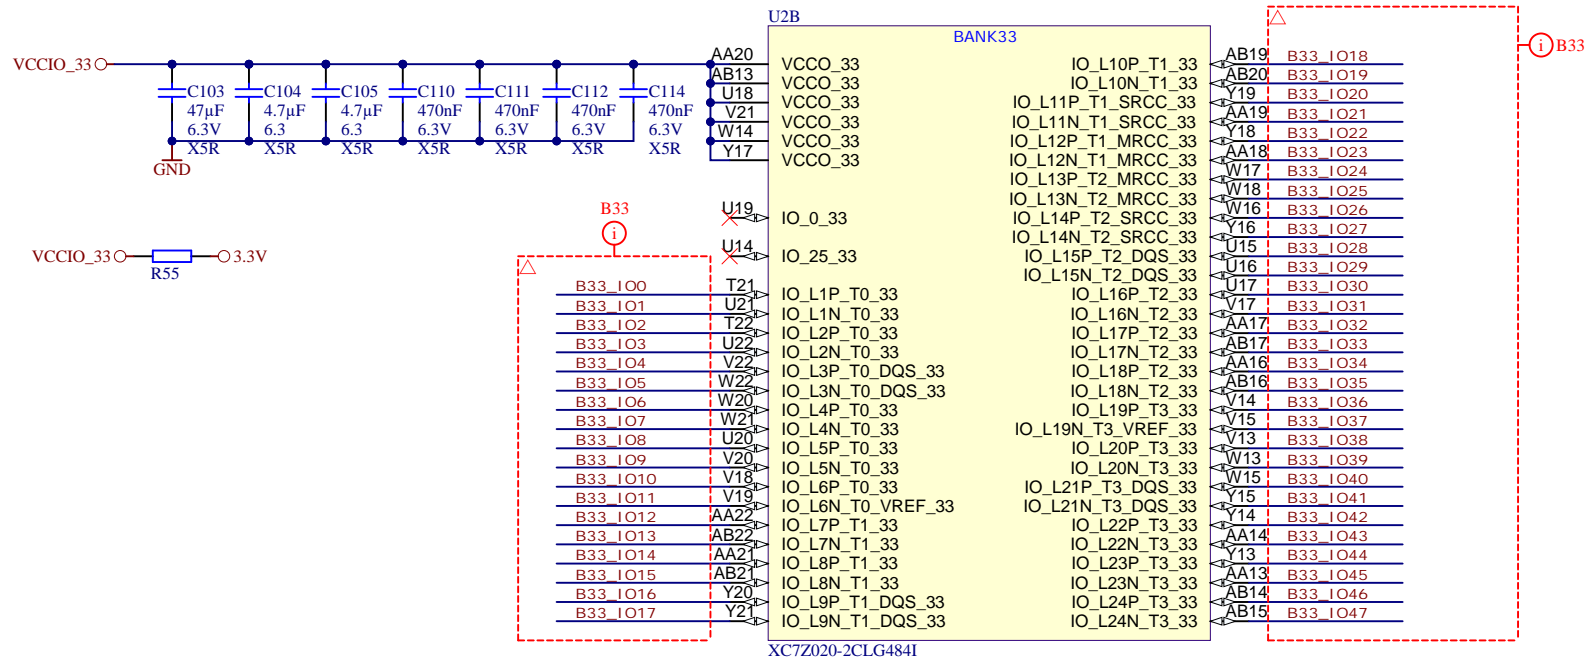 U2B
BANK33
VCCIO_33
C103
47µF
6.3V
X5R
C104
4.7µF
6.3
X5R
C105
4.7µF
6.3
X5R
C110
470nF
6.3V
X5R
C111
470nF
6.3V
X5R
C112
470nF
6.3V
X5R
C114
470nF
6.3V
X5R
GND
VCCIO_33
R55
3.3V
AA20 VCCO_33
AB13 VCCO_33
U18 VCCO_33
V21 VCCO_33
W14 VCCO_33
Y17 VCCO_33
U19 IO_0_33
U14 IO_25_33
B33
i
B33_IO0 T21 IO_L1P_T0_33
B33_IO1 U21 IO_L1N_T0_33
B33_IO2 T22 IO_L2P_T0_33
B33_IO3 U22 IO_L2N_T0_33
B33_IO4 V22 IO_L3P_T0_DQS_33
B33_IO5 W22 IO_L3N_T0_DQS_33
B33_IO6 W20 IO_L4P_T0_33
B33_IO7 W21 IO_L4N_T0_33
B33_IO8 U20 IO_L5P_T0_33
B33_IO9 V20 IO_L5N_T0_33
B33_IO10 V18 IO_L6P_T0_33
B33_IO11 V19 IO_L6N_T0_VREF_33
B33_IO12 AA22 IO_L7P_T1_33
B33_IO13 AB22 IO_L7N_T1_33
B33_IO14 AA21 IO_L8P_T1_33
B33_IO15 AB21 IO_L8N_T1_33
B33_IO16 Y20 IO_L9P_T1_DQS_33
B33_IO17 Y21 IO_L9N_T1_DQS_33
IO_L10P_T1_33 AB19 B33_IO18
IO_L10N_T1_33 AB20 B33_IO19
IO_L11P_T1_SRCC_33 Y19 B33_IO20
IO_L11N_T1_SRCC_33 AA19 B33_IO21
IO_L12P_T1_MRCC_33 Y18 B33_IO22
IO_L12N_T1_MRCC_33 AA18 B33_IO23
IO_L13P_T2_MRCC_33 W17 B33_IO24
IO_L13N_T2_MRCC_33 W18 B33_IO25
IO_L14P_T2_SRCC_33 W16 B33_IO26
IO_L14N_T2_SRCC_33 Y16 B33_IO27
IO_L15P_T2_DQS_33 U15 B33_IO28
IO_L15N_T2_DQS_33 U16 B33_IO29
IO_L16P_T2_33 U17 B33_IO30
IO_L16N_T2_33 V17 B33_IO31
IO_L17P_T2_33 AA17 B33_IO32
IO_L17N_T2_33 AB17 B33_IO33
IO_L18P_T2_33 AA16 B33_IO34
IO_L18N_T2_33 AB16 B33_IO35
IO_L19P_T3_33 V14 B33_IO36
IO_L19N_T3_VREF_33 V15 B33_IO37
IO_L20P_T3_33 V13 B33_IO38
IO_L20N_T3_33 W13 B33_IO39
IO_L21P_T3_DQS_33 W15 B33_IO40
IO_L21N_T3_DQS_33 Y15 B33_IO41
IO_L22P_T3_33 Y14 B33_IO42
IO_L22N_T3_33 AA14 B33_IO43
IO_L23P_T3_33 Y13 B33_IO44
IO_L23N_T3_33 AA13 B33_IO45
IO_L24P_T3_33 AB14 B33_IO46
IO_L24N_T3_33 AB15 B33_IO47
i B33
XC7Z020-2CLG484I